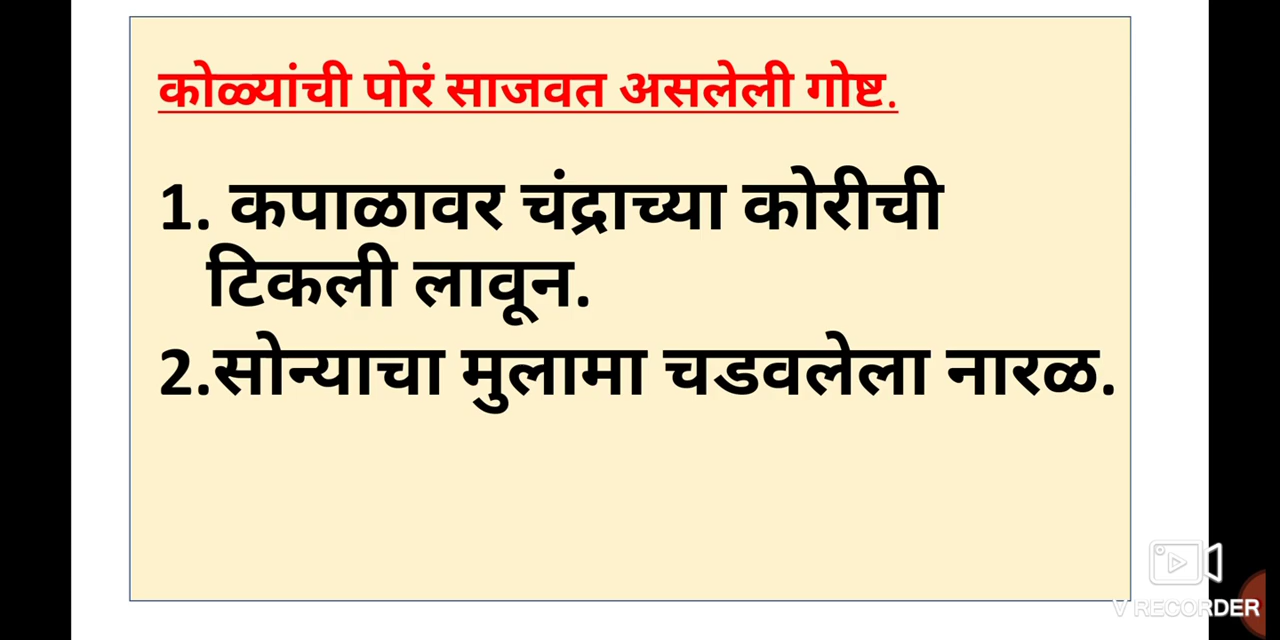 कोळ्यांची पोरं साजवत असलेली गोष्ट.
1. कपाळावर चंद्राच्या कोरीची
टिकली लावून.
2.सोन्याचा मुलामा चडवलेला नारळ.
V RECORDER